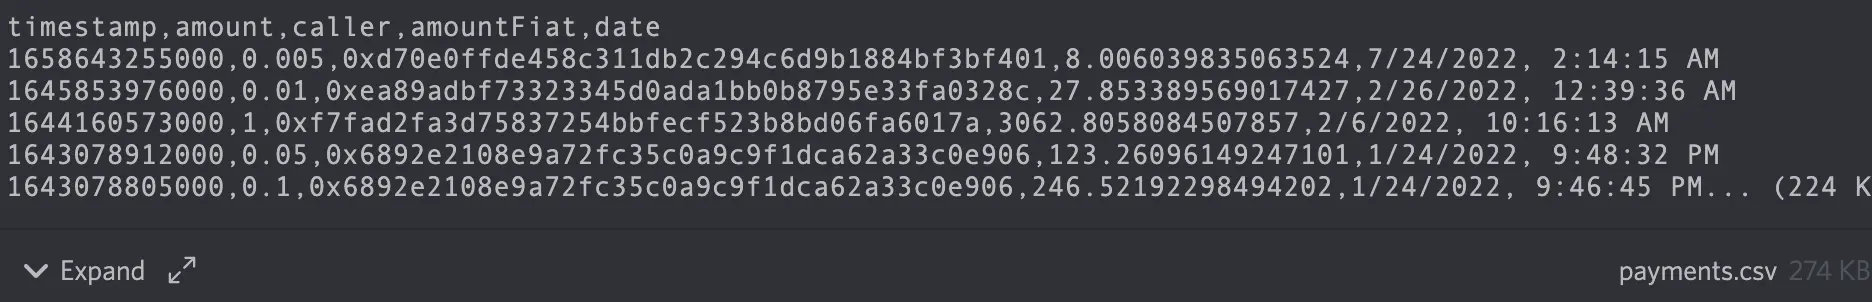 timestamp,amount,caller,amountFiat,date
1658643255000,0.005,0xd70e0ffde458c311db2c294c6d9b1884bf3bf401,8.006039835063524,7/24/2022, 2:14:15 AM
1645853976000,0.01,0xea89adbf73323345d0ada1bb0b8795e33fa0328c,27.853389569017427,2/26/2022, 12:39:36 AM
1644160573000,1,0xf7fad2fa3d75837254bbfecf523b8bd06fa6017a,3062.8058084507857,2/6/2022, 10:16:13 AM
1643078912000,0.05,0x6892e2108e9a72fc35c0a9c9f1dca62a33c0e906,123.26096149247101,1/24/2022, 9:48:32 PM
1643078805000,0.1,0x6892e2108e9a72fc35c0a9c9f1dca62a33c0e906,246.52192298494202,1/24/2022, 9:46:45 PM... (224 K
Expand
payments.csv 274 KB